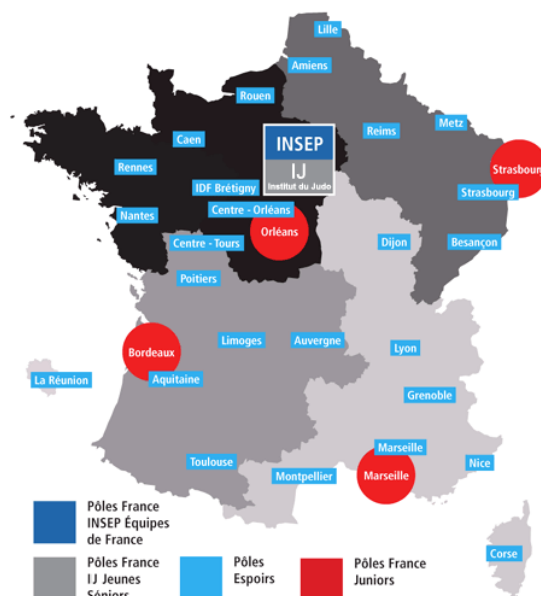 Lille
Amiens
Rouen
Metz
Reims
Caen
INSEP
IJ
Institut du Judo
Rennes
Strasbourg
IDF Brétigny
Strasbourg
Nantes
Centre - Orléans
Orléans
Centre - Tours
Dijon
Besançon
Poitiers
Limoges
Auvergne
Lyon
Bordeaux
La Réunion
Aquitaine
Grenoble
Marseille
Toulouse
Nice
Montpellier
Marseille
Pôles France
INSEP Équipes
de France
Corse
Pôles France
IJ Jeunes
Séniors
Pôles
Espoirs
Pôles France
Juniors